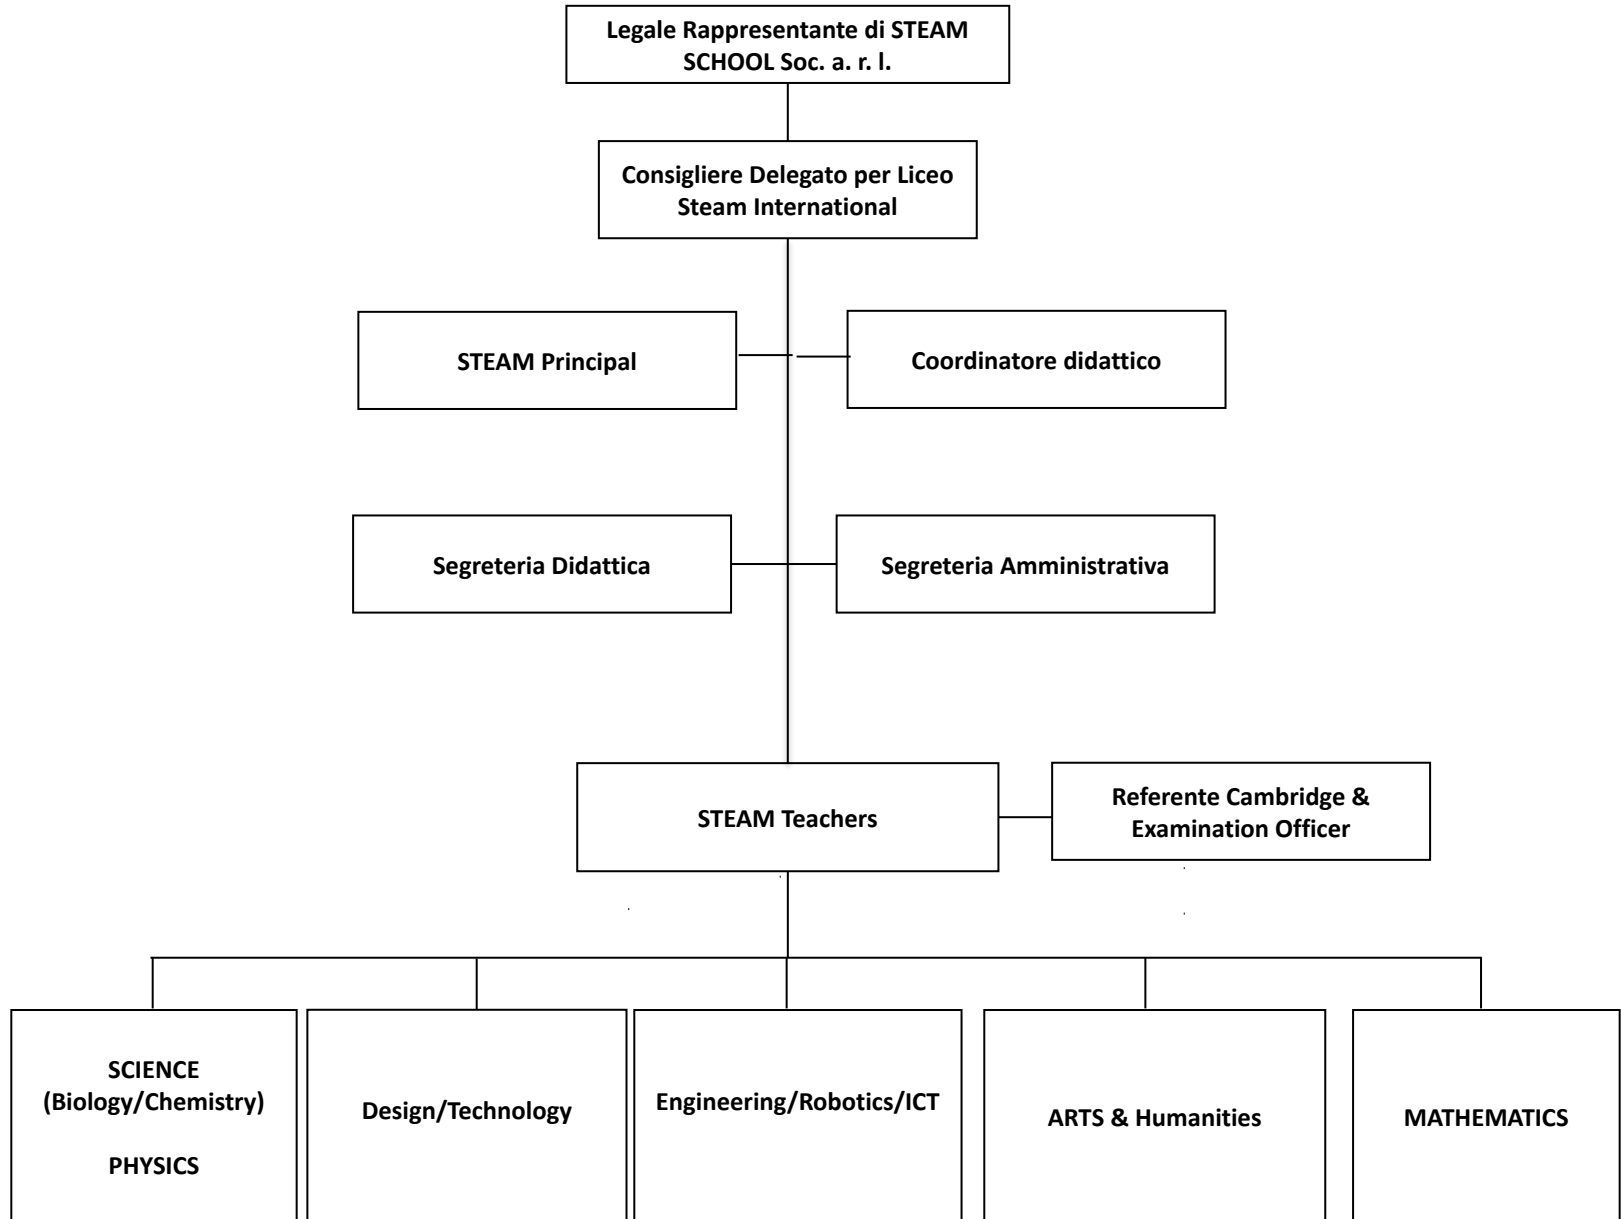 Legale Rappresentante di STEAM
SCHOOL Soc. a. r. l.
Consigliere Delegato per Liceo
Steam International
STEAM Principal
Coordinatore didattico
Segreteria Didattica
Segreteria Amministrativa
STEAM Teachers
Referente Cambridge &
Examination Officer
SCIENCE
(Biology/Chemistry)
PHYSICS
Design/Technology
Engineering/Robotics/ICT
ARTS & Humanities
MATHEMATICS